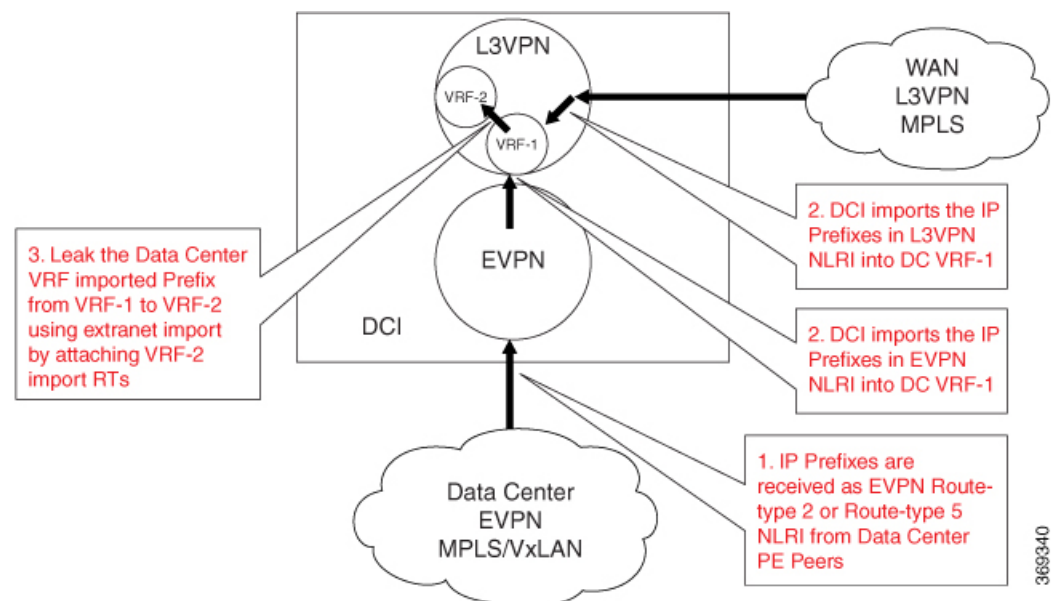 L3VPN
VRF-2
VRF-1
WAN
L3VPN
MPLS
2. DCI imports the IP
Prefixes in L3VPN
NLRI into DC VRF-1
3. Leak the Data Center
VRF imported Prefix
from VRF-1 to VRF-2
using extranet import
by attaching VRF-2
import RTs
EVPN
DCI
2. DCI imports the IP
Prefixes in EVPN
NLRI into DC VRF-1
Data Center
EVPN
MPLS/VxLAN
1. IP Prefixes are
received as EVPN Route-
type 2 or Route-type 5
NLRI from Data Center
PE Peers
369340